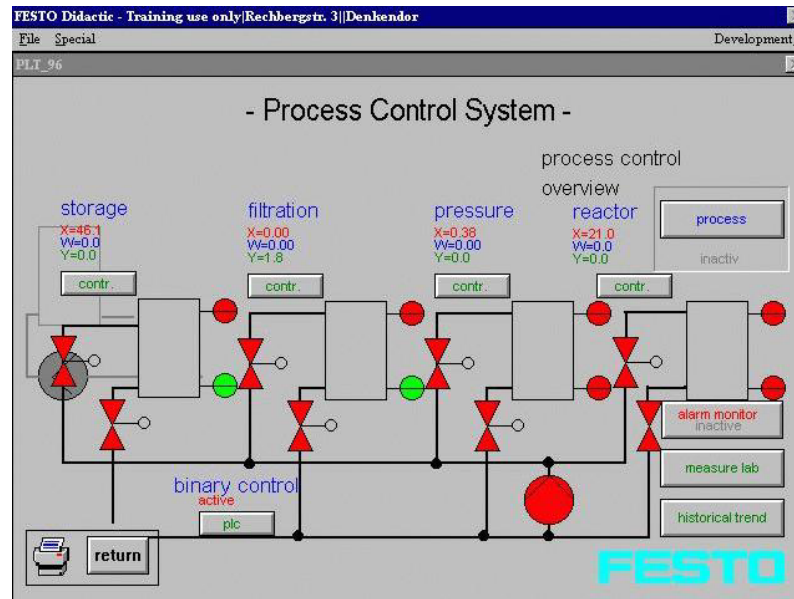 FESTO Didactic - Training use only|Rechbergstr. 3||Denkendor
File Special Development
PLT_96
- Process Control System -
process control
overview
storage filtration pressure reactor
process
X=46.1 X=0.00 X=0.38 X=21.0
W=0.0 W=0.00 W=0.00 W=0.0
Y=0.0 Y=1.8 Y=0.0 Y=0.0
inactiv
contr. contr. contr. contr.
alarm monitor
inactive
measure lab
binary control
active
plc
historical trend
return
FESTO